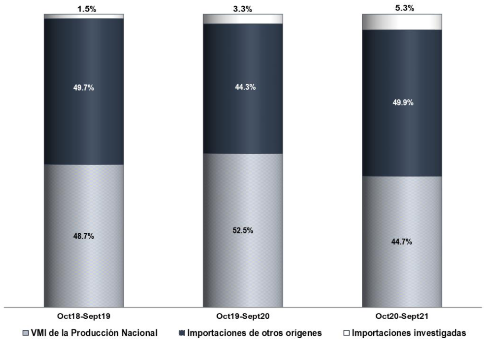 1.5% 3.3% 5.3%
49.7% 44.3% 49.9%
48.7% 52.5% 44.7%
Oct18-Sept19 Oct19-Sept20 Oct20-Sept21
VMI de la Producción Nacional Importaciones de otros orígenes Importaciones investigadas